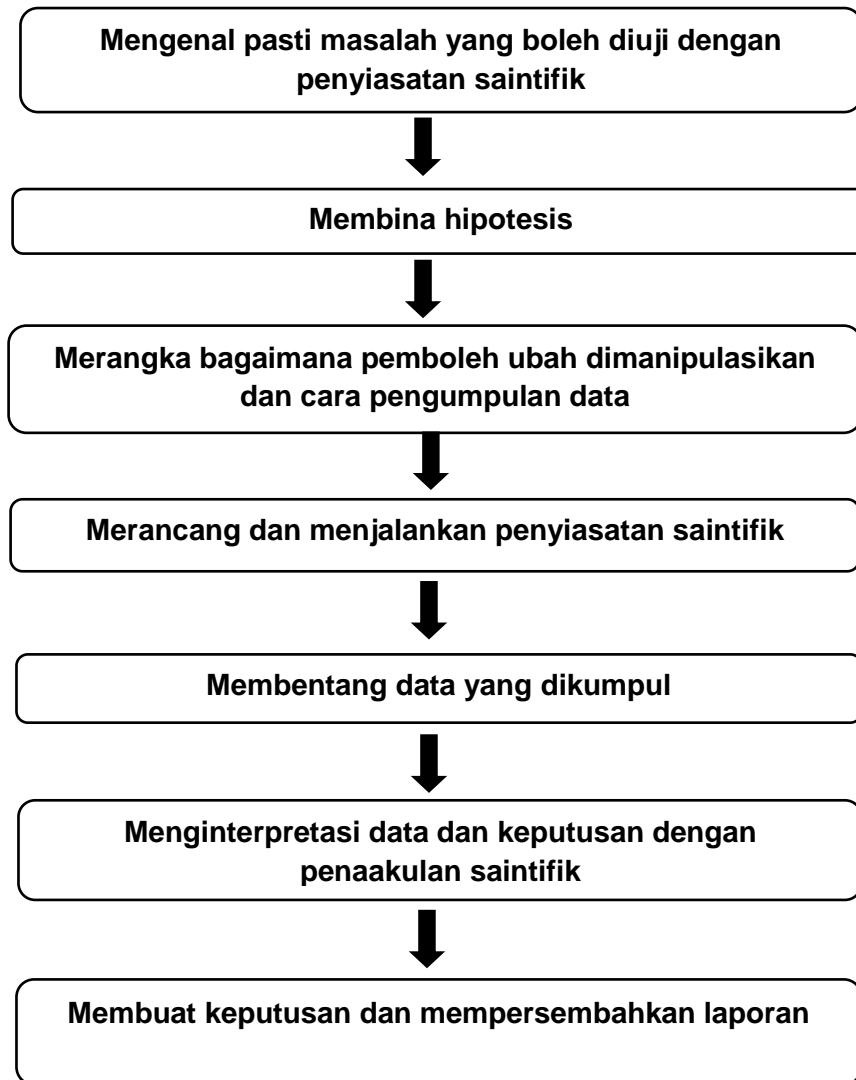 Mengenal pasti masalah yang boleh diuji dengan
penyiasatan saintifik
Membina hipotesis
Merangka bagaimana pemboleh ubah dimanipulasikan
dan cara pengumpulan data
Merancang dan menjalankan penyiasatan saintifik
Membentang data yang dikumpul
Menginterpretasi data dan keputusan dengan
penaakulan saintifik
Membuat keputusan dan mempersembahkan laporan